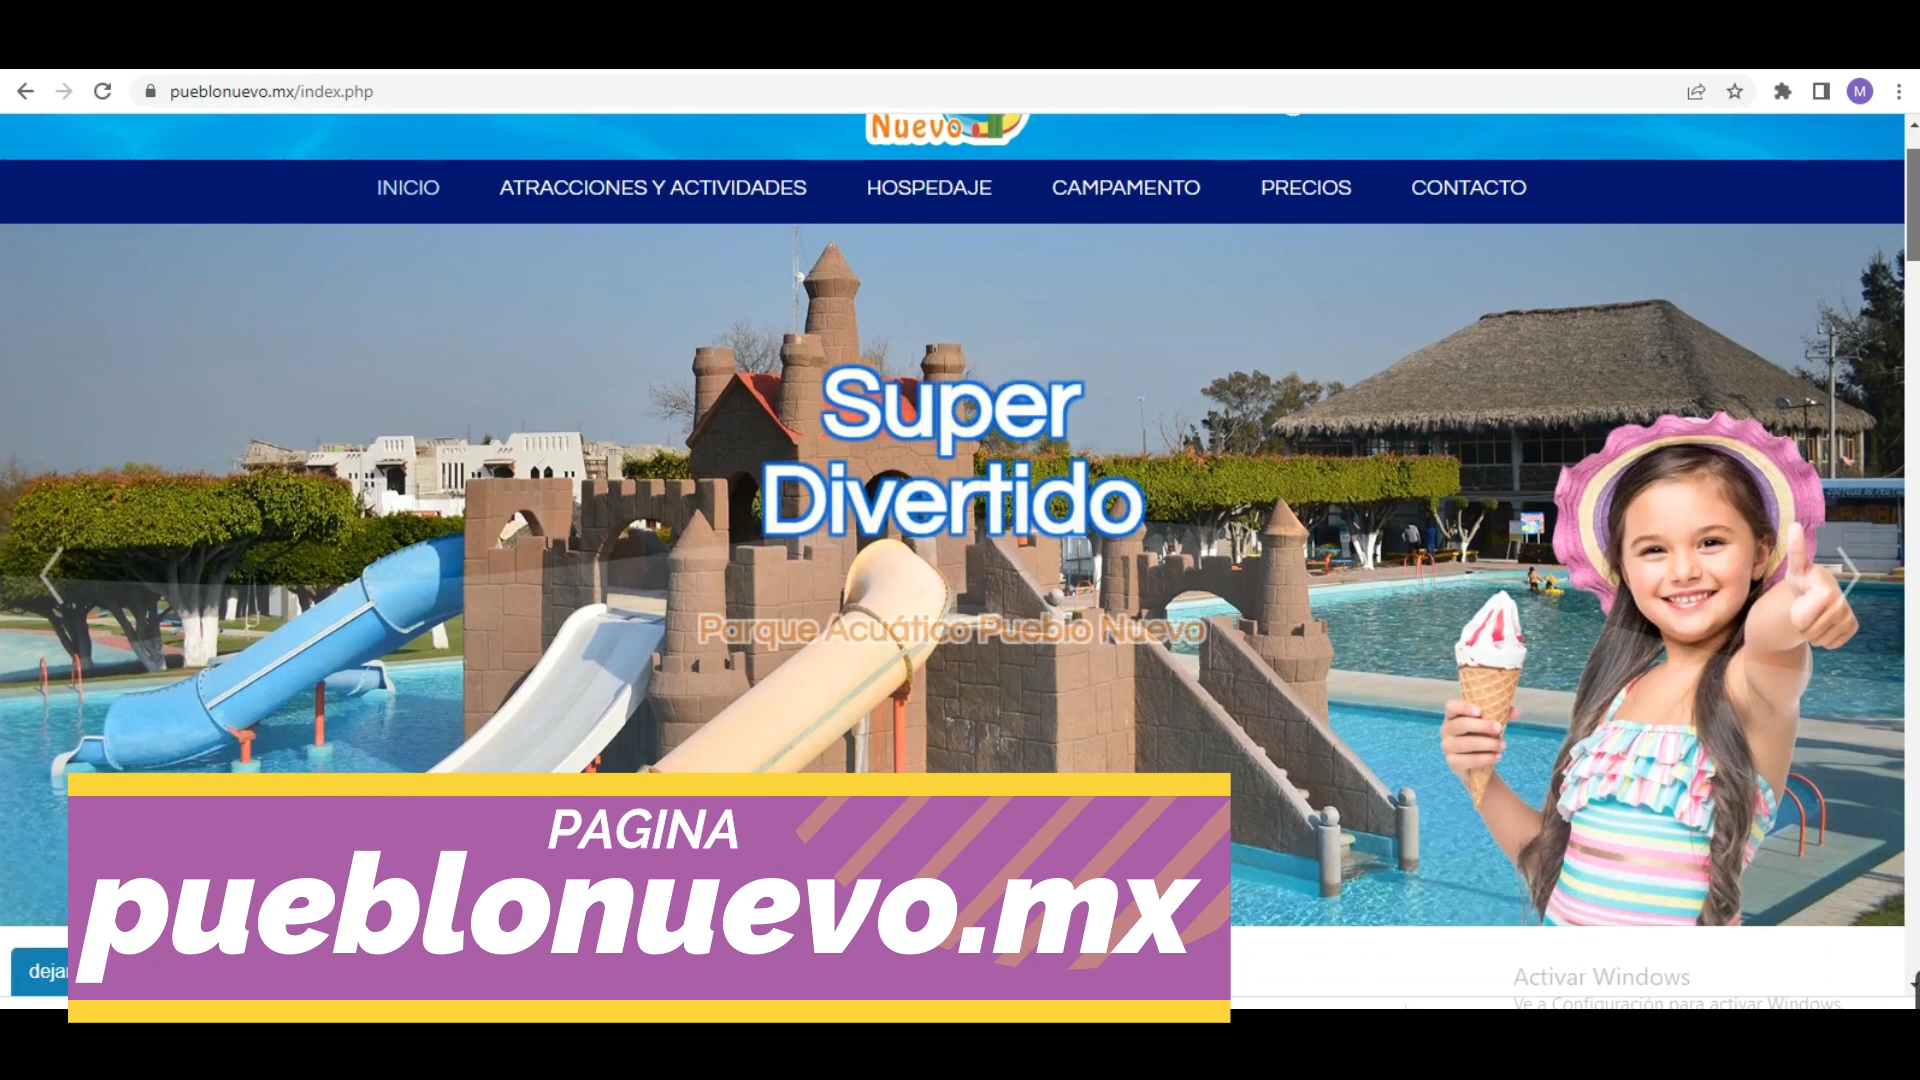 pueblonuevo.mx/index.php
M
Nuevo
INICIO ATRACCIONES Y ACTIVIDADES HOSPEDAJE CAMPAMENTO PRECIOS CONTACTO
Super
Divertido
Parque Acuático Pueblo Nuevo
PAGINA
pueblonuevo.mx
dejar
Activar Windows
Ve a Configuración para activar Windows.